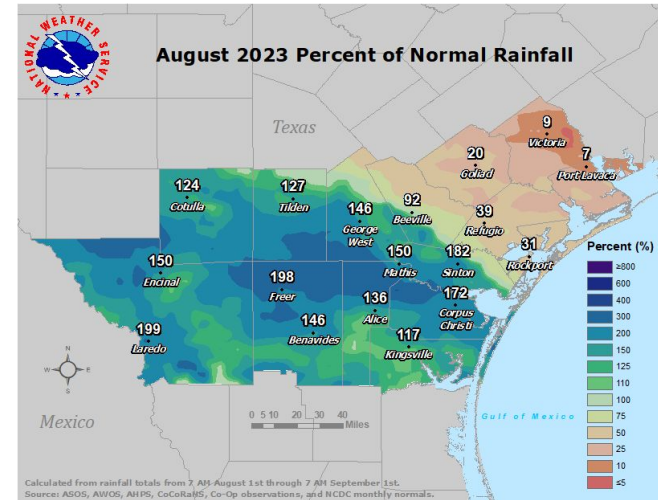 NATIONAL WEATHER SERVICE
August 2023 Percent of Normal Rainfall
Texas
9
Victoria
7
Port Lavaca
20
Goliad
124
Cotulla
127
Tilden
92
Beeville
146
George
West
39
Refugio
31
Rockport
150
Encinal
150
Mathis
182
Sinton
198
Freer
136
Alice
172
Corpus
Christi
199
Laredo
146
Benavides
117
Kingsville
Percent (%)
≥800
600
400
300
200
150
125
110
100
75
50
25
10
≤5
N
W
E
S
0 5 10 20 30 40
Miles
Mexico
Gulf of Mexico
Calculated from rainfall totals from 7 AM August 1st through 7 AM September 1st.
Source: ASOS, AWOS, AHPS, CoCoRaHS, Co-Op observations, and NCDC monthly normals.